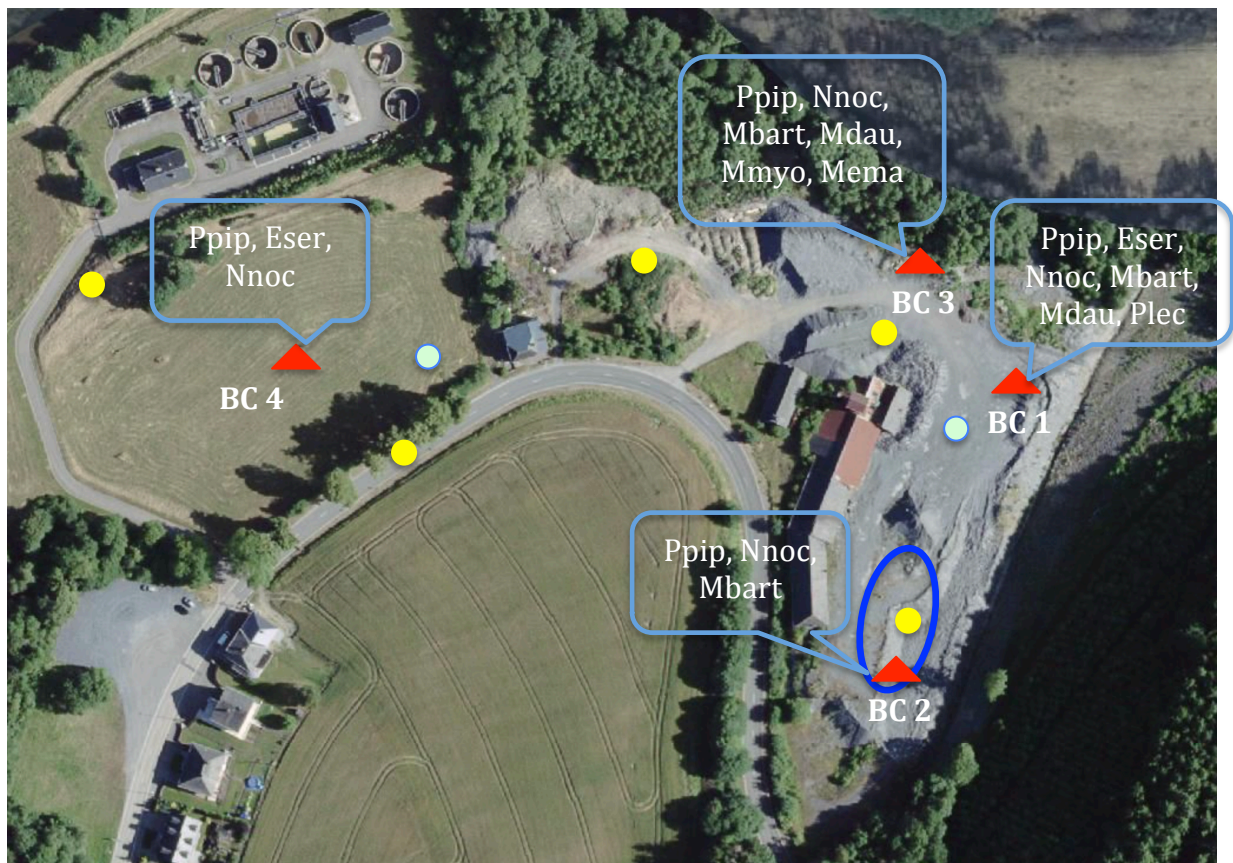 Ppip, Nnoc,
Mbart, Mdau,
Mmyo, Mema
Ppip, Eser,
Nnoc
Ppip, Eser,
Nnoc, Mbart,
Mdau, Plec
BC 3
BC 4
BC 1
Ppip, Nnoc,
Mbart
BC 2